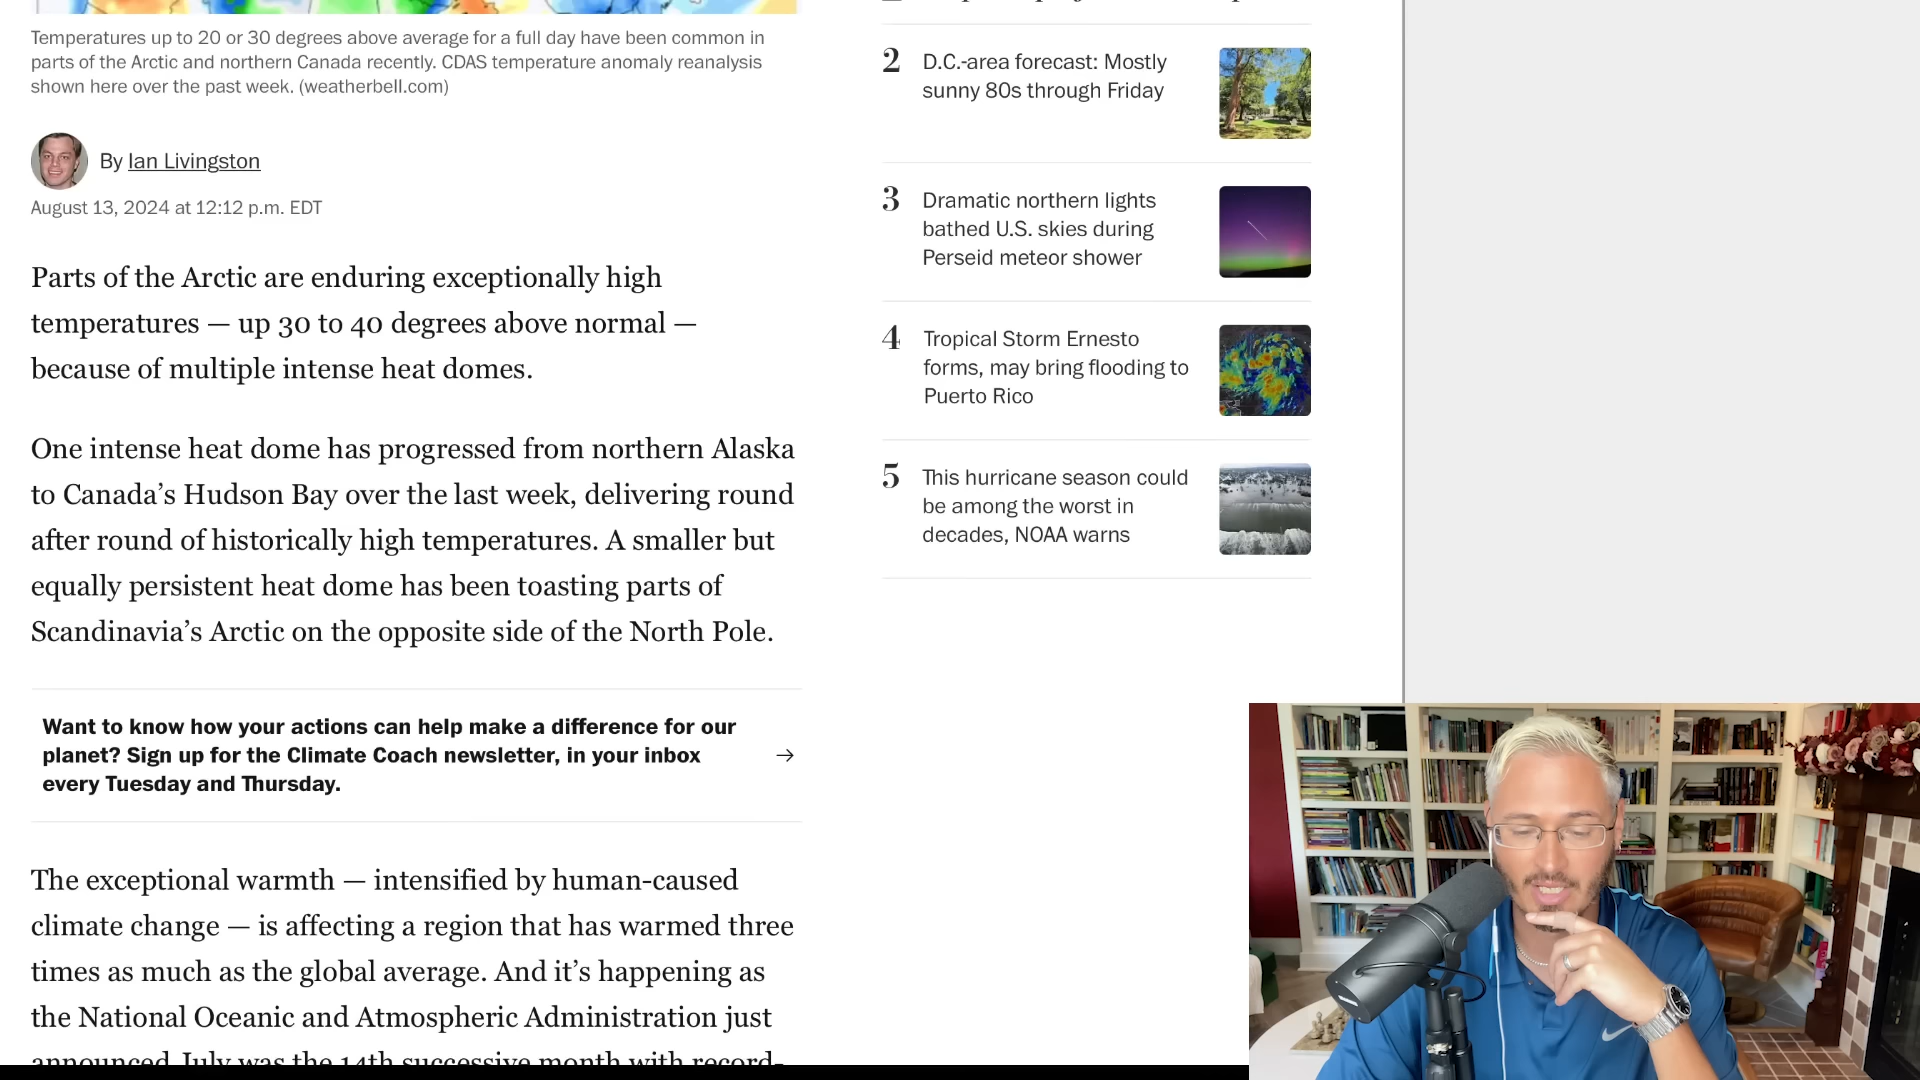 Temperatures up to 20 or 30 degrees above average for a full day have been common in
parts of the Arctic and northern Canada recently. CDAS temperature anomaly reanalysis
shown here over the past week. (weatherbell.com)
By Ian Livingston
August 13, 2024 at 12:12 p.m. EDT
Parts of the Arctic are enduring exceptionally high
temperatures — up 30 to 40 degrees above normal —
because of multiple intense heat domes.
One intense heat dome has progressed from northern Alaska
to Canada’s Hudson Bay over the last week, delivering round
after round of historically high temperatures. A smaller but
equally persistent heat dome has been toasting parts of
Scandinavia’s Arctic on the opposite side of the North Pole.
Want to know how your actions can help make a difference for our
planet? Sign up for the Climate Coach newsletter, in your inbox
every Tuesday and Thursday.
The exceptional warmth — intensified by human-caused
climate change — is affecting a region that has warmed three
times as much as the global average. And it’s happening as
the National Oceanic and Atmospheric Administration just
announced July was the 14th successive month with record-
2
D.C.-area forecast: Mostly
sunny 80s through Friday
3
Dramatic northern lights
bathed U.S. skies during
Perseid meteor shower
4
Tropical Storm Ernesto
forms, may bring flooding to
Puerto Rico
5
This hurricane season could
be among the worst in
decades, NOAA warns